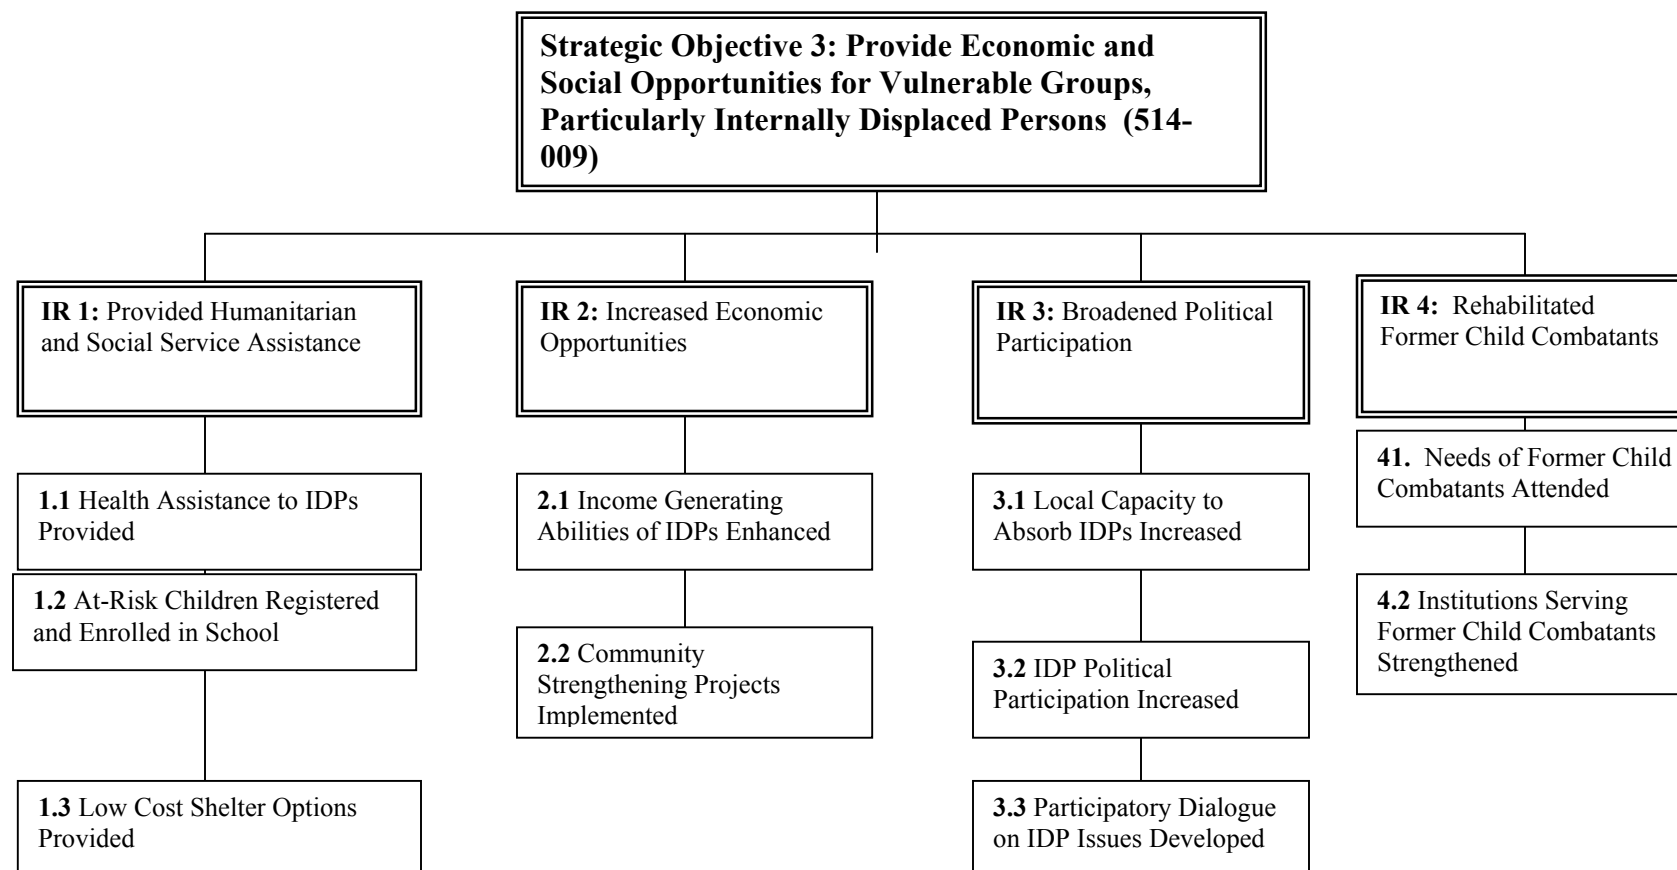 Strategic Objective 3: Provide Economic and
Social Opportunities for Vulnerable Groups,
Particularly Internally Displaced Persons (514-
009)
IR 1: Provided Humanitarian
and Social Service Assistance
IR 2: Increased Economic
Opportunities
IR 3: Broadened Political
Participation
IR 4: Rehabilitated
Former Child Combatants
1.1 Health Assistance to IDPs
Provided
2.1 Income Generating
Abilities of IDPs Enhanced
3.1 Local Capacity to
Absorb IDPs Increased
41. Needs of Former Child
Combatants Attended
1.2 At-Risk Children Registered
and Enrolled in School
2.2 Community
Strengthening Projects
Implemented
3.2 IDP Political
Participation Increased
4.2 Institutions Serving
Former Child Combatants
Strengthened
1.3 Low Cost Shelter Options
Provided
3.3 Participatory Dialogue
on IDP Issues Developed